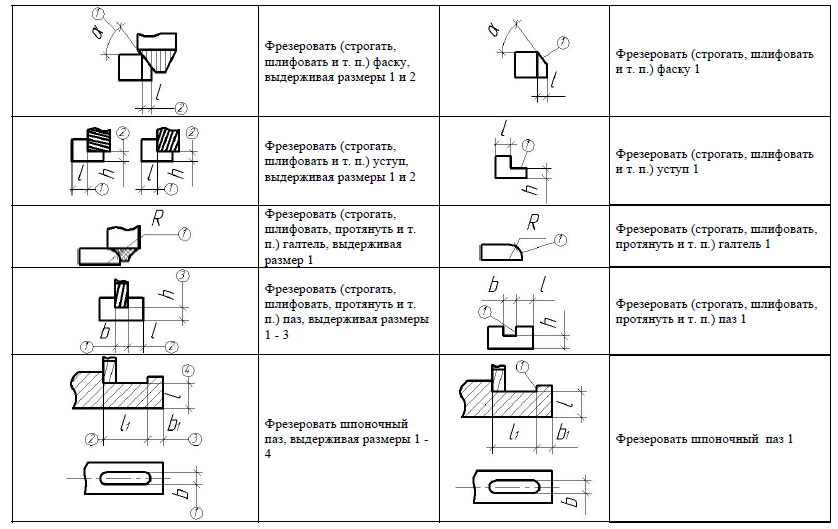 1
α
l
2
Фрезеровать (строгать,
шлифовать и т. п.) фаску,
выдерживая размеры 1 и 2
α
1
l
Фрезеровать (строгать, шлифовать
и т. п.) фаску 1
2
2
l
h
l
h
1
1
Фрезеровать (строгать,
шлифовать и т. п.) уступ,
выдерживая размеры 1 и 2
l
1
h
Фрезеровать (строгать, шлифовать
и т. п.) уступ 1
R
1
Фрезеровать (строгать,
шлифовать, протянуть и т.
п.) галтель, выдерживая
размер 1
R
1
Фрезеровать (строгать, шлифовать,
протянуть и т. п.) галтель 1
3
h
b
l
1
2
Фрезеровать (строгать,
шлифовать, протянуть и т.
п.) паз, выдерживая размеры
1 - 3
b
l
1
h
Фрезеровать (строгать, шлифовать,
протянуть и т. п.) паз 1
4
l
l1
b1
2
3
b
1
Фрезеровать шпоночный
паз, выдерживая размеры 1 -
4
1
l
l1
b1
b
Фрезеровать шпоночный паз 1